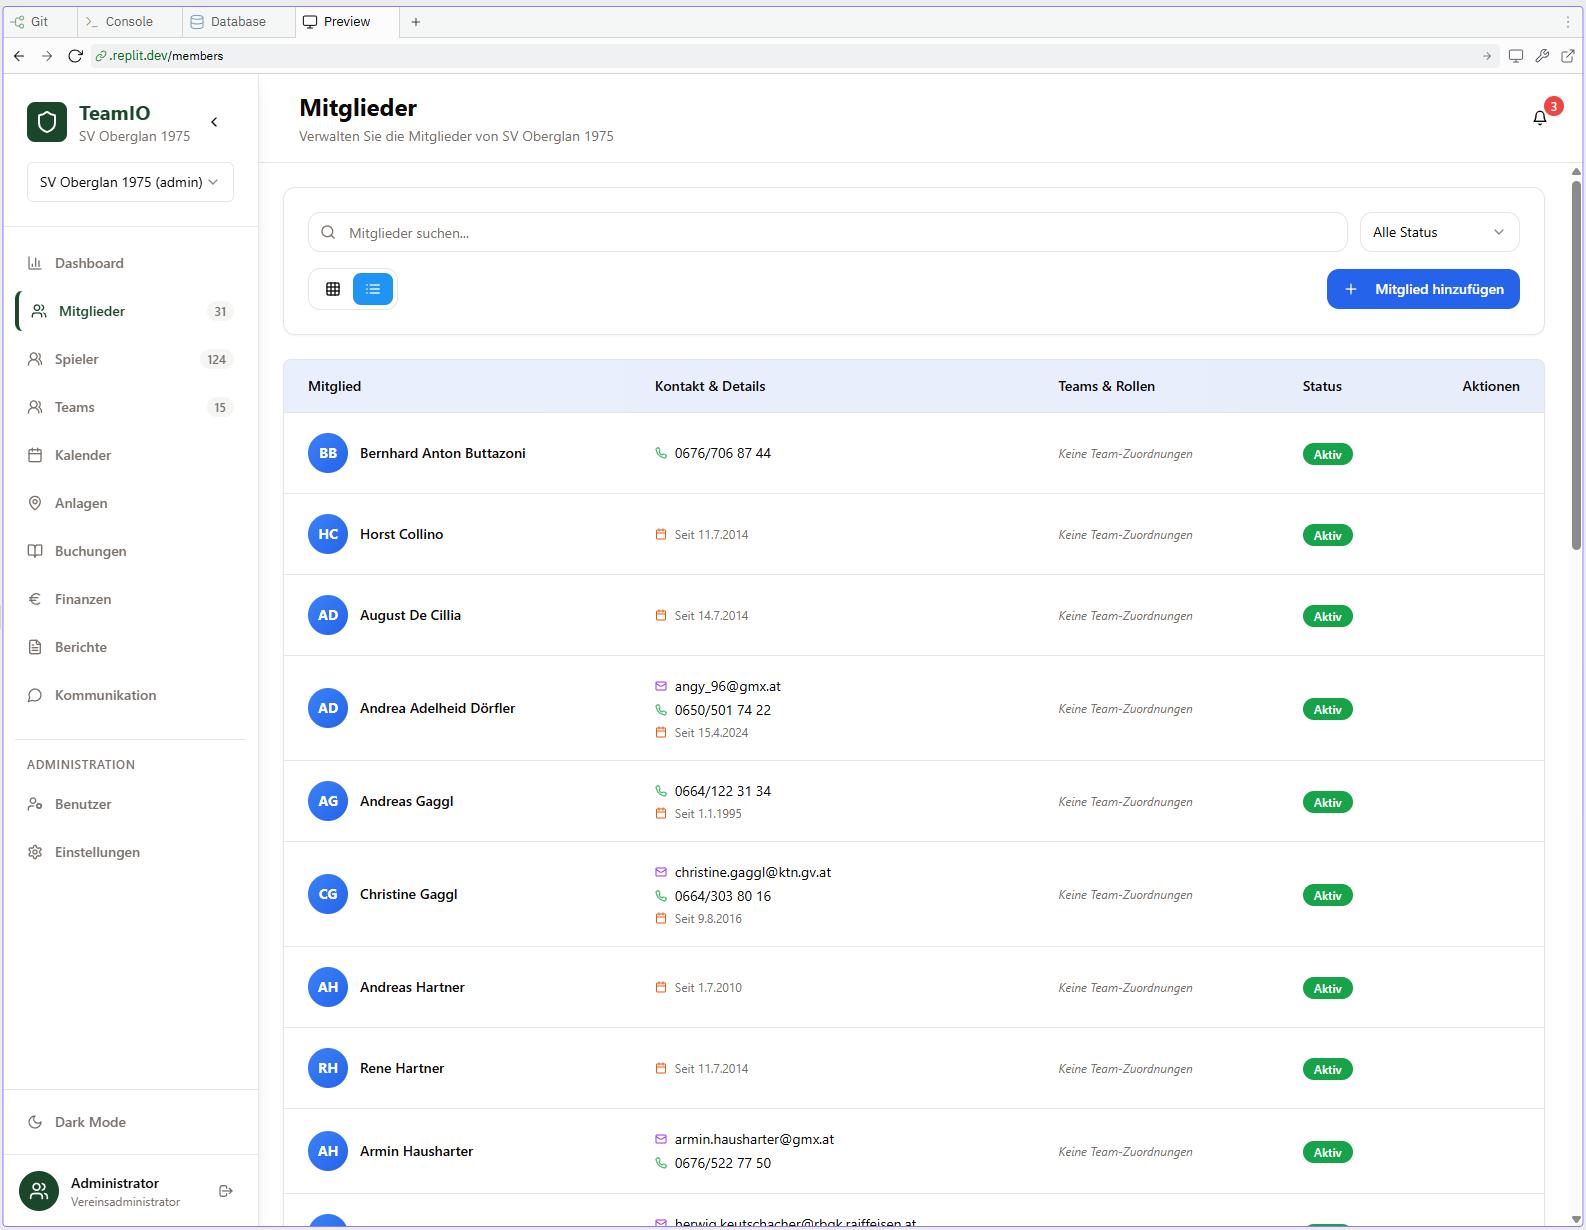 Git
Console
Database
Preview
.replit.dev/members
TeamIO
SV Oberglan 1975
SV Oberglan 1975 (admin)
Dashboard
Mitglieder 31
Spieler 124
Teams 15
Kalender
Anlagen
Buchungen
Finanzen
Berichte
Kommunikation
ADMINISTRATION
Benutzer
Einstellungen
Dark Mode
Administrator
Vereinsadministrator
Mitglieder
Verwalten Sie die Mitglieder von SV Oberglan 1975
3
Mitglieder suchen...
Alle Status
Mitglied hinzufügen
Mitglied Kontakt & Details Teams & Rollen Status Aktionen
BB Bernhard Anton Buttazoni 0676/706 87 44 Keine Team-Zuordnungen Aktiv
HC Horst Collino Seit 11.7.2014 Keine Team-Zuordnungen Aktiv
AD August De Cillia Seit 14.7.2014 Keine Team-Zuordnungen Aktiv
angy_96@gmx.at
AD Andrea Adelheid Dörfler 0650/501 74 22 Keine Team-Zuordnungen Aktiv
Seit 15.4.2024
0664/122 31 34
AG Andreas Gaggl Keine Team-Zuordnungen Aktiv
Seit 1.1.1995
christine.gaggl@ktn.gv.at
CG Christine Gaggl 0664/303 80 16 Keine Team-Zuordnungen Aktiv
Seit 9.8.2016
AH Andreas Hartner Seit 1.7.2010 Keine Team-Zuordnungen Aktiv
RH Rene Hartner Seit 11.7.2014 Keine Team-Zuordnungen Aktiv
armin.hausharter@gmx.at
AH Armin Hausharter Keine Team-Zuordnungen Aktiv
0676/522 77 50
herwig.keutschacher@rbgk.raiffeisen.at